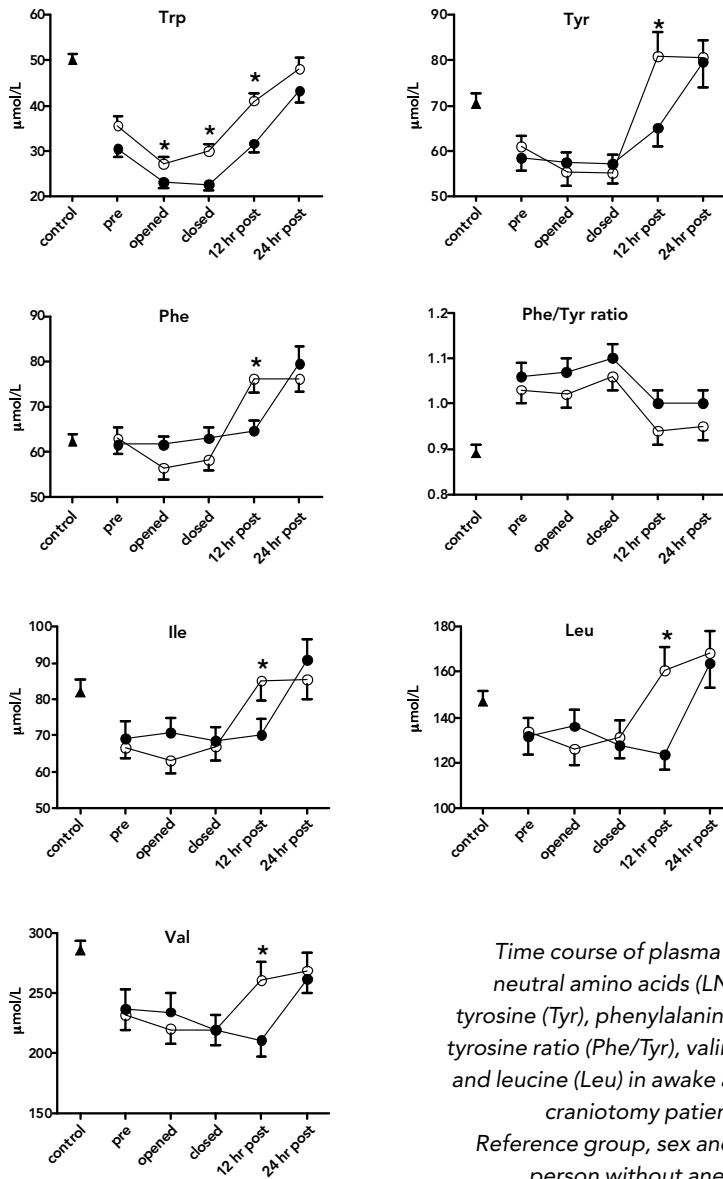 Trp
60
50
40
30
20
μmol/L
*
*
*
control
pre
opened
closed
12 hr post
24 hr post
Tyr
90
80
70
60
50
μmol/L
*
control
pre
opened
closed
12 hr post
24 hr post
Phe
90
80
70
60
50
μmol/L
*
control
pre
opened
closed
12 hr post
24 hr post
Phe/Tyr ratio
1.2
1.1
1.0
0.9
0.8
control
pre
opened
closed
12 hr post
24 hr post
Ile
100
90
80
70
60
50
μmol/L
*
control
pre
opened
closed
12 hr post
24 hr post
Leu
180
160
140
120
100
μmol/L
*
control
pre
opened
closed
12 hr post
24 hr post
Val
300
250
200
150
μmol/L
*
control
pre
opened
closed
12 hr post
24 hr post
Time course of plasma
neutral amino acids (LN
tyrosine (Tyr), phenylalanin
tyrosine ratio (Phe/Tyr), valin
and leucine (Leu) in awake
craniotomy patien
Reference group, sex an
person without ane